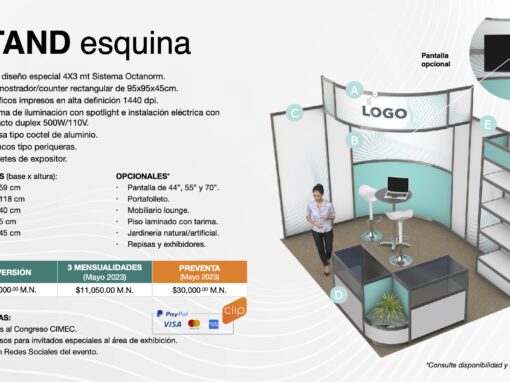 TAND esquina
diseño especial 4X3 mt Sistema Octanorm.
mostrador/counter rectangular de 95x95x45cm.
ficos impresos en alta definición 1440 dpi.
ma de iluminación con spotlight e instalación eléctrica con
acto duplex 500W/110V.
sa tipo coctel de aluminio.
ncos tipo periqueras.
etes de expositor.
S (base x altura):
59 cm
118 cm
40 cm
5 cm
45 cm
OPCIONALES*
· Pantalla de 44”, 55” y 70”.
· Portafolleto.
· Mobiliario lounge.
· Piso laminado con tarima.
· Jardineria natural/artificial.
· Repisas y exhibidores.
VERSIÓN
000.00 M.N.
3 MENSUALIDADES
(Mayo 2023)
$11,050.00 M.N.
PREVENTA
(Mayo 2023)
$30,000.00 M.N.
AS:
s al Congreso CIMEC.
sos para invitados especiales al área de exhibición.
n Redes Sociales del evento.
PayPal
VISA
clip
Pantalla
opcional
A
LOGO
B
C
D
E
*Consulte disponibilidad y